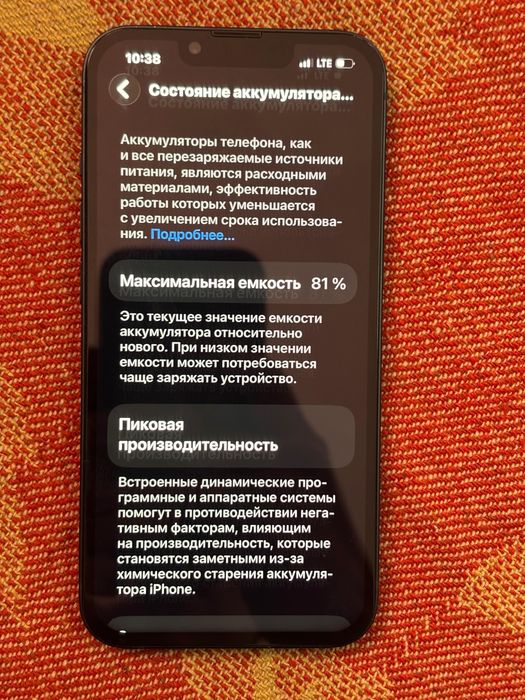 10:38 LTE
Состояние аккумулятора...
Аккумуляторы телефона, как
и все перезаряжаемые источники
питания, являются расходными
материалами, эффективность
работы которых уменьшается
с увеличением срока использова-
ния. Подробнее...
Максимальная емкость 81 %
Это текущее значение емкости
аккумулятора относительно
нового. При низком значении
емкости может потребоваться
чаще заряжать устройство.
Пиковая
производительность
Встроенные динамические про-
граммные и аппаратные системы
помогут в противодействии нега-
тивным факторам, влияющим
на производительность, которые
становятся заметными из-за
химического старения аккумуля-
тора iPhone.